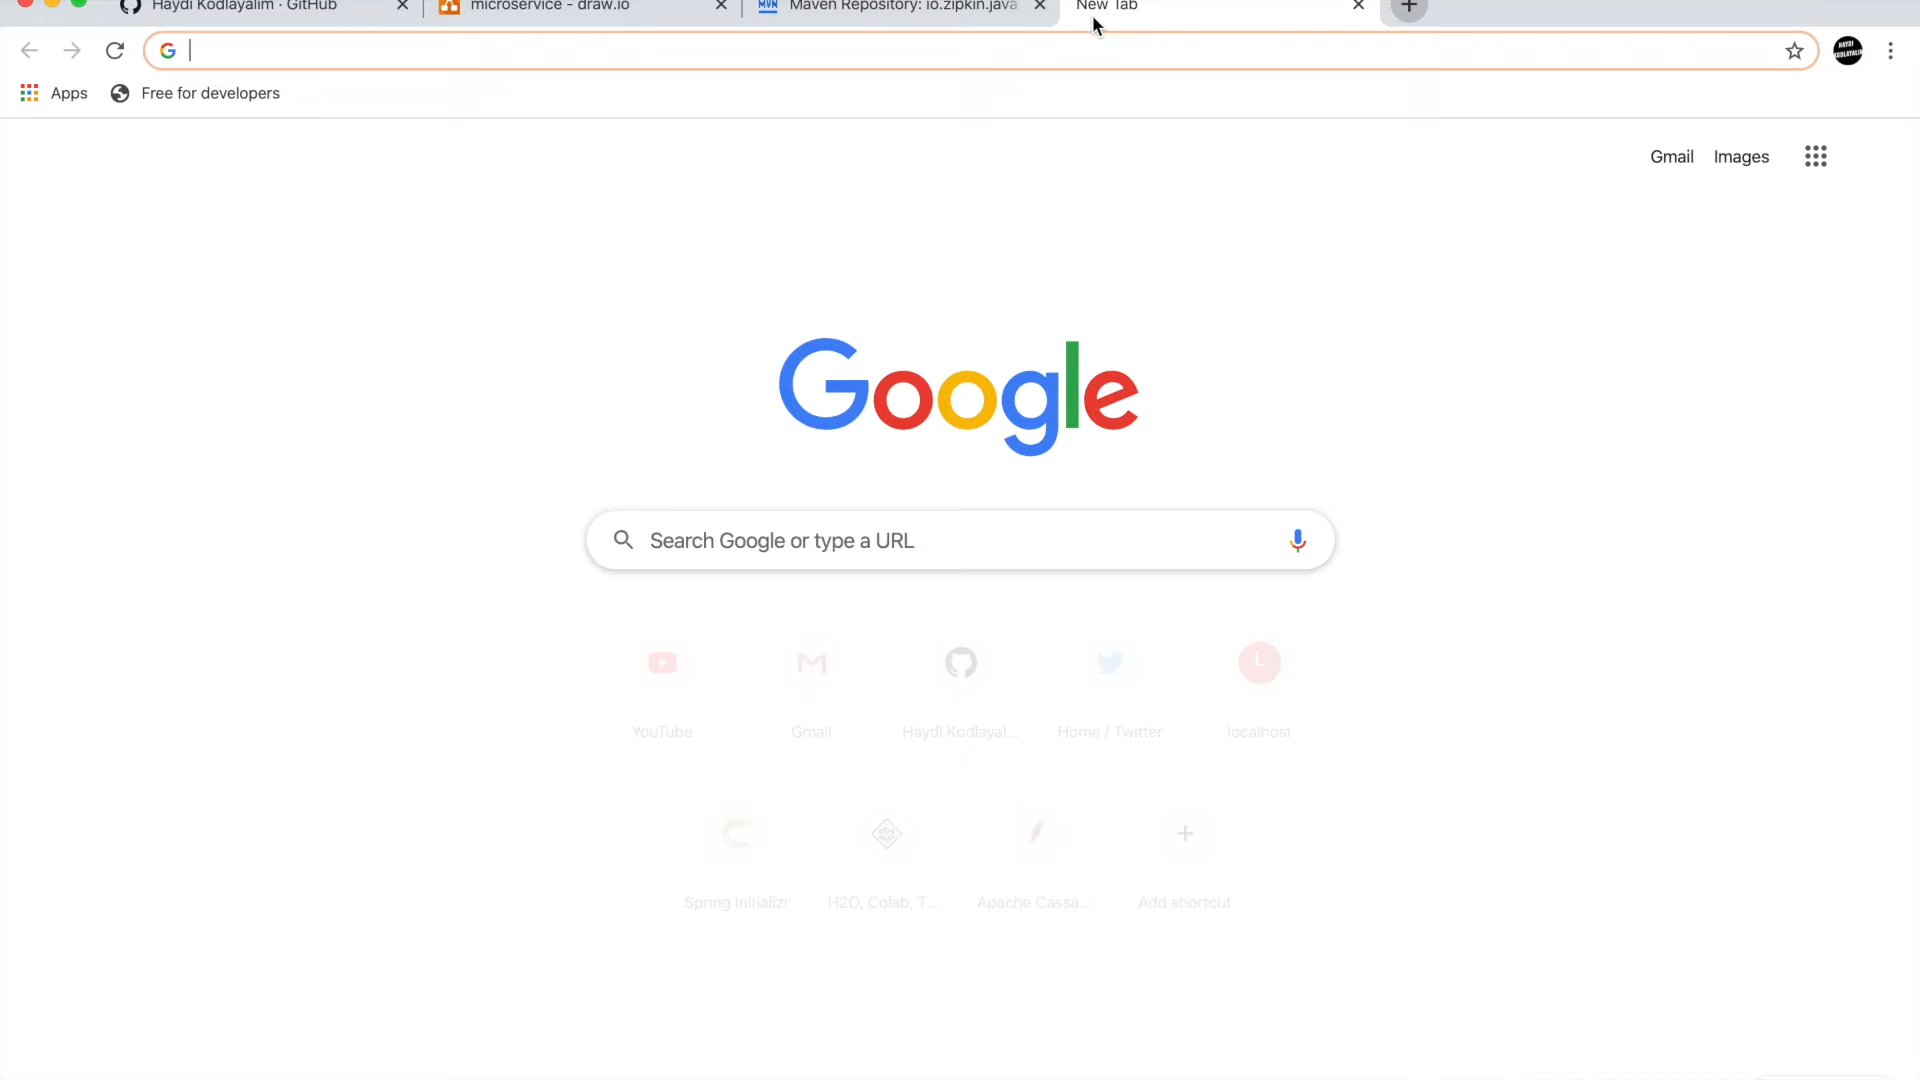 Haydi Kodlayalim · GitHub
microservice - draw.io
Maven Repository: io.zipkin.java
New Tab
Apps
Free for developers
Gmail
Images
Google
Search Google or type a URL
YouTube
Gmail
Haydi Kodlayal...
Home / Twitter
localhost
L
Spring Initializr
H2O, Colab, T...
Apache Cassa...
Add shortcut